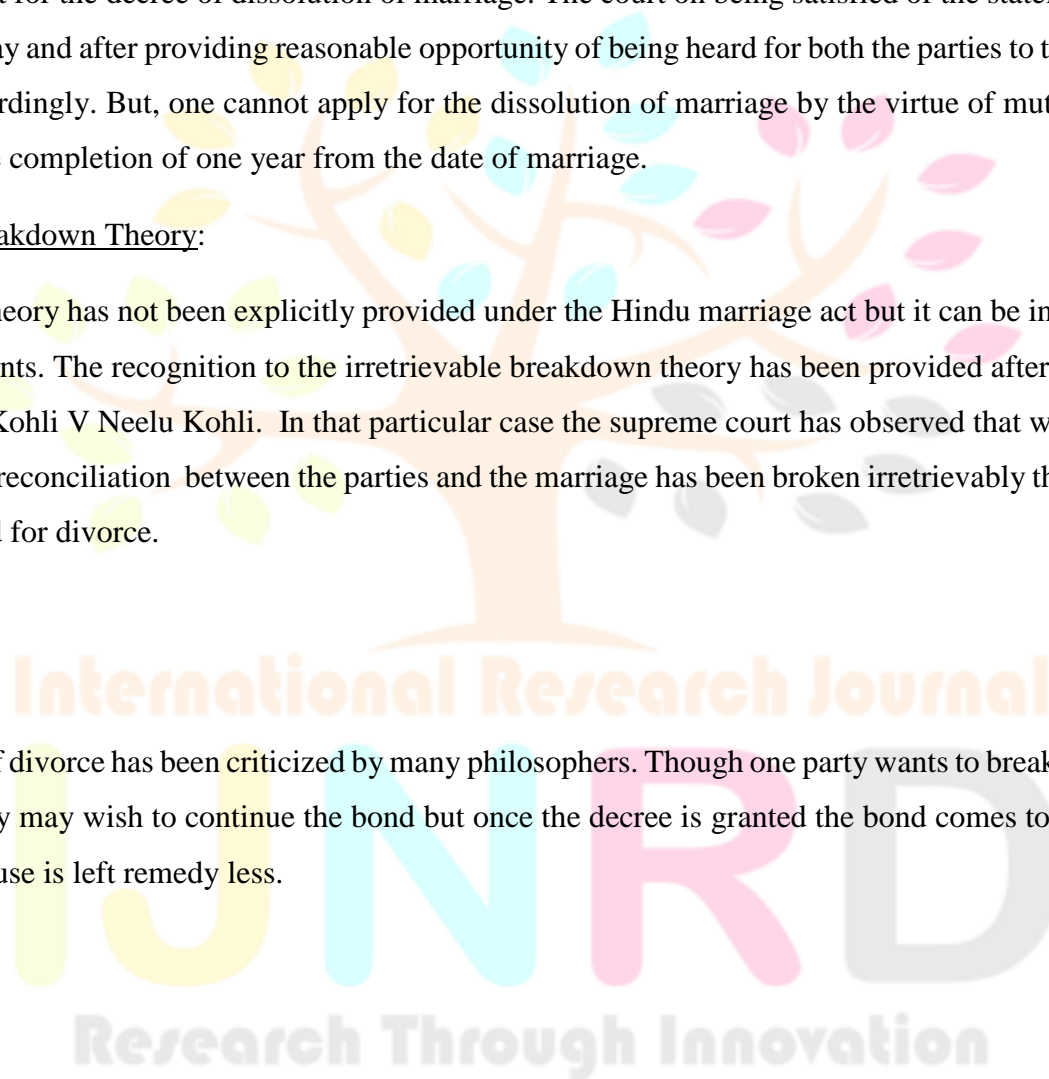 t for the decree of dissolution of marriage. The court on being satisfied of the
ay and after providing reasonable opportunity of being heard for both the parties to t
rdingly. But, one cannot apply for the dissolution of marriage by the virtue of mut
e completion of one year from the date of marriage.
akdown Theory:
heory has not been explicitly provided under the Hindu marriage act but it can be in
nts. The recognition to the irretrievable breakdown theory has been provided after
Kohli V Neelu Kohli. In that particular case the supreme court has observed that w
reconciliation between the parties and the marriage has been broken irretrievably th
d for divorce.
International Research Journal
f divorce has been criticized by many philosophers. Though one party wants to break
y may wish to continue the bond but once the decree is granted the bond comes to
use is left remedy less.
IJNRD
Research Through Innovation